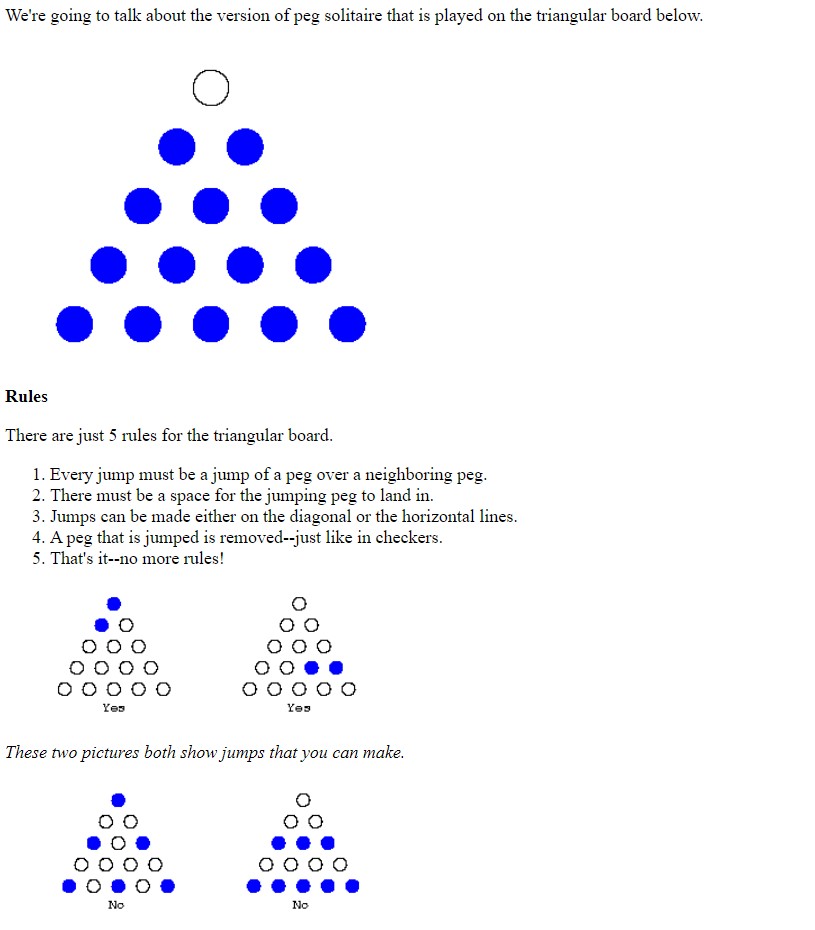 We're going to talk about the version of peg solitaire that is played on the triangular board below.
Rules
There are just 5 rules for the triangular board.
1. Every jump must be a jump of a peg over a neighboring peg.
2. There must be a space for the jumping peg to land in.
3. Jumps can be made either on the diagonal or the horizontal lines.
4. A peg that is jumped is removed--just like in checkers.
5. That's it--no more rules!
Yes Yes
These two pictures both show jumps that you can make.
No No